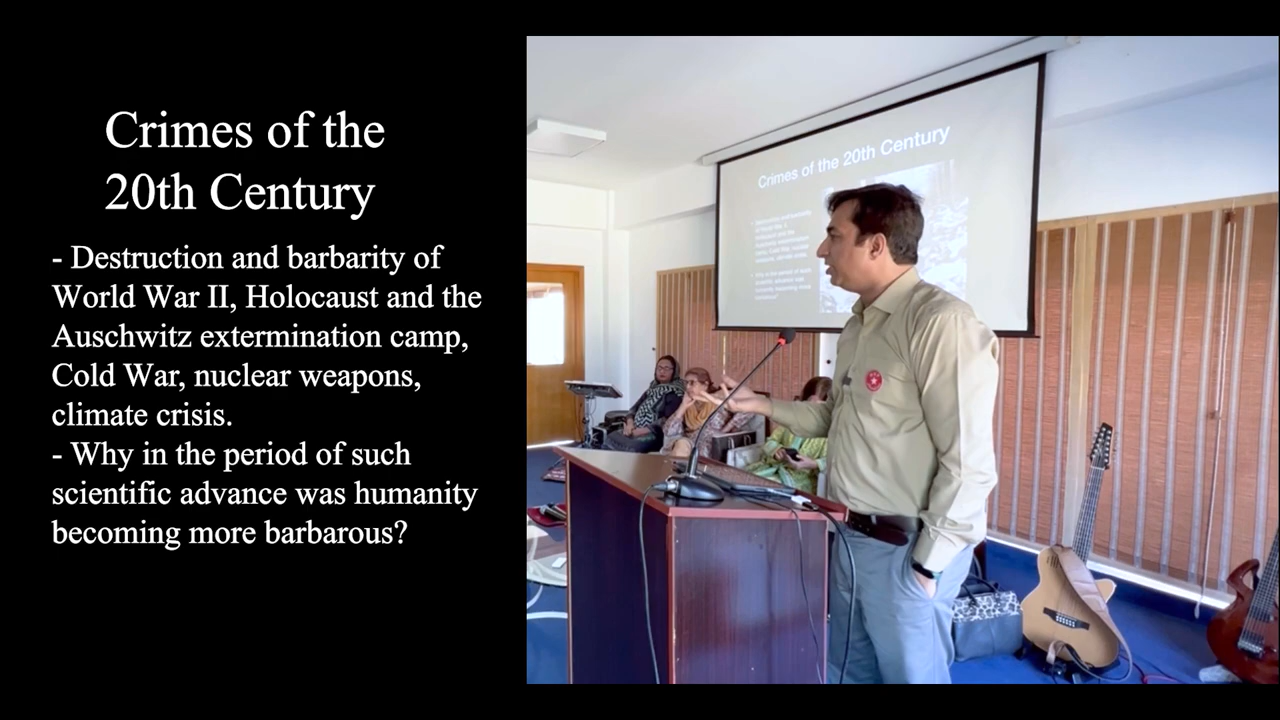 Crimes of the
20th Century
- Destruction and barbarity of
World War II, Holocaust and the
Auschwitz extermination camp,
Cold War, nuclear weapons,
climate crisis.
- Why in the period of such
scientific advance was humanity
becoming more barbarous?
Crimes of the 20th Century